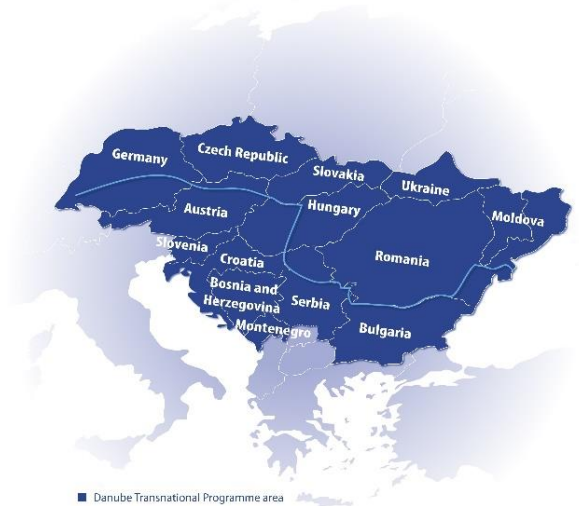 Czech Republic
Germany
Slovakia
Ukraine
Hungary
Austria
Moldova
Slovenia
Romania
Croatia
Bosnia and
Herzegovina
Serbia
Montenegro
Bulgaria
Danube Transnational Programme area